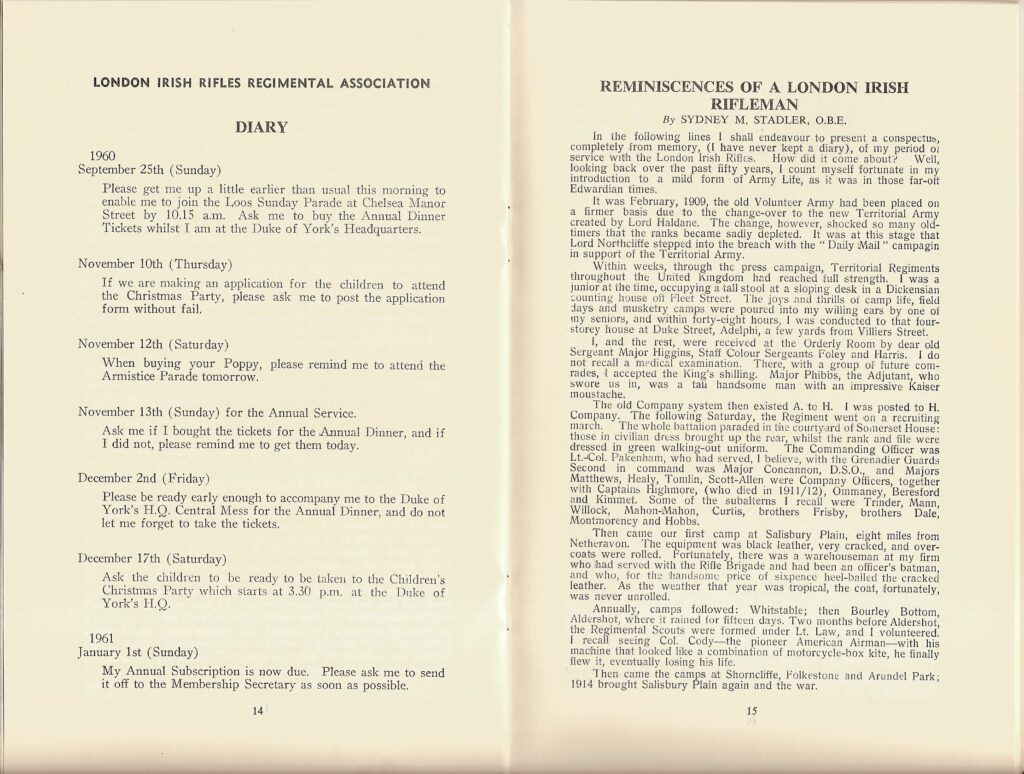 LONDON IRISH RIFLES REGIMENTAL ASSOCIATION
DIARY
1960
September 25th (Sunday)
Please get me up a little earlier than usual this morning to
enable me to join the Loos Sunday Parade at Chelsea Manor
Street by 10.15 a.m. Ask me to buy the Annual Dinner
Tickets whilst I am at the Duke of York's Headquarters.
November 10th (Thursday)
If we are making an application for the children to attend
the Christmas Party, please ask me to post the application
form without fail.
November 12th (Saturday)
When buying your Poppy, please remind me to attend the
Armistice Parade tomorrow.
November 13th (Sunday) for the Annual Service.
Ask me if I bought the tickets for the Annual Dinner, and if
I did not, please remind me to get them today.
December 2nd (Friday)
Please be ready early enough to accompany me to the Duke of
York's H.Q. Central Mess for the Annual Dinner, and do not
let me forget to take the tickets.
December 17th (Saturday)
Ask the children to be ready to be taken to the Children's
Christmas Party which starts at 3.30 p.m. at the Duke of
York's H.Q.
1961
January 1st (Sunday)
My Annual Subscription is now due. Please ask me to send
it off to the Membership Secretary as soon as possible.
14
REMINISCENCES OF A LONDON IRISH
RIFLEMAN
By SYDNEY M. STADLER, O.B.E.
In the following lines I shall endeavour to present a conspectus,
completely from memory, (I have never kept a diary), of my period of
service with the London Irish Rifles. How did it come about? Well,
looking back over the past fifty years, I count myself fortunate in my
introduction to a mild form of Army Life, as it was in those far-off
Edwardian times.
It was February, 1909, the old Volunteer Army had been placed on
a firmer basis due to the change-over to the new Territorial Army
created by Lord Haldane. The change, however, shocked so many old-
timers that the ranks became sadly depleted. It was at this stage that
Lord Northcliffe stepped into the breach with the "Daily Mail" campagin
in support of the Territorial Army.
Within weeks, through the press campaign, Territorial Regiments
throughout the United Kingdom had reached full strength. I was a
junior at the time, occupying a tall stool at a sloping desk in a Dickensian
counting house off Fleet Street. The joys and thrills of camp life, field
days and musketry camps were poured into my willing ears by one of
my seniors, and within forty-eight hours, I was conducted to that four-
storey house at Duke Street, Adelphi, a few yards from Villiers Street.
I, and the rest, were received at the Orderly Room by dear old
Sergeant Major Higgins, Staff Colour Sergeants Foley and Harris. I do
not recall a medical examination. There, with a group of future com-
rades, I accepted the King's shilling. Major Phibbs, the Adjutant, who
swore us in, was a tall handsome man with an impressive Kaiser
moustache.
The old Company system then existed A. to H. I was posted to H.
Company. The following Saturday, the Regiment went on a recruiting
march. The whole battalion paraded in the courtyard of Somerset House:
those in civilian dress brought up the rear, whilst the rank and file were
dressed in green walking-out uniform. The Commanding Officer was
Lt.-Col. Pakenham, who had served, I believe, with the Grenadier Guards
Second in command was Major Concannon, D.S.O., and Majors
Matthews, Healy, Tomlin, Scott-Allen were Company Officers, together
with Captains Highmore, (who died in 1911/12), Ommaney, Beresford
and Kimmet. Some of the subalterns I recall were Trinder, Mann,
Willock, Mahon-Mahon, Curtis, brothers Frisby, brothers Dale,
Montmorency and Hobbs.
Then came our first camp at Salisbury Plain, eight miles from
Netheravon. The equipment was black leather, very cracked, and over-
coats were rolled. Fortunately, there was a warehouseman at my firm
who had served with the Rifle Brigade and had been an officer's batman,
and who, for the handsome price of sixpence heel-balled the cracked
leather. As the weather that year was tropical, the coat, fortunately,
was never unrolled.
Annually, camps followed: Whitstable; then Bourley Bottom,
Aldershot, where it rained for fifteen days. Two months before Aldershot,
the Regimental Scouts were formed under Lt. Law, and I volunteered.
I recall seeing Col. Cody—the pioneer American Airman—with his
machine that looked like a combination of motorcycle-box kite, he finally
flew it, eventually losing his life.
Then came the camps at Shorncliffe, Folkestone and Arundel Park;
1914 brought Salisbury Plain again and the war.
15